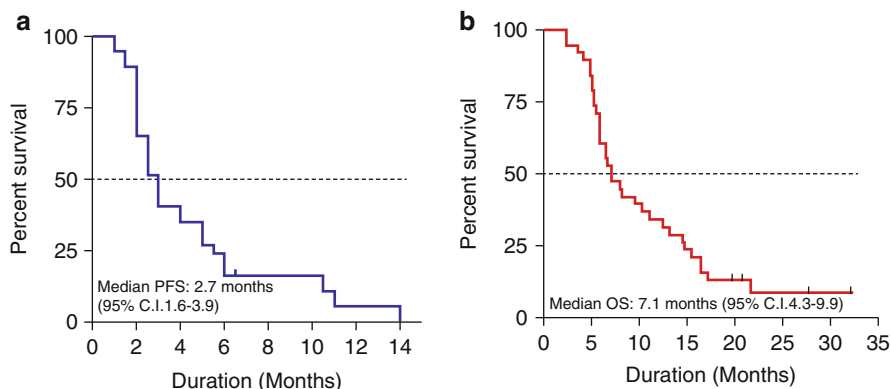 a
100
75
50
25
0
Percent survival
Median PFS: 2.7 months
(95% C.I.1.6-3.9)
0 2 4 6 8 10 12 14
Duration (Months)
b
100
75
50
25
0
Percent survival
Median OS: 7.1 months (95% C.I.4.3-9.9)
0 5 10 15 20 25 30 35
Duration (Months)